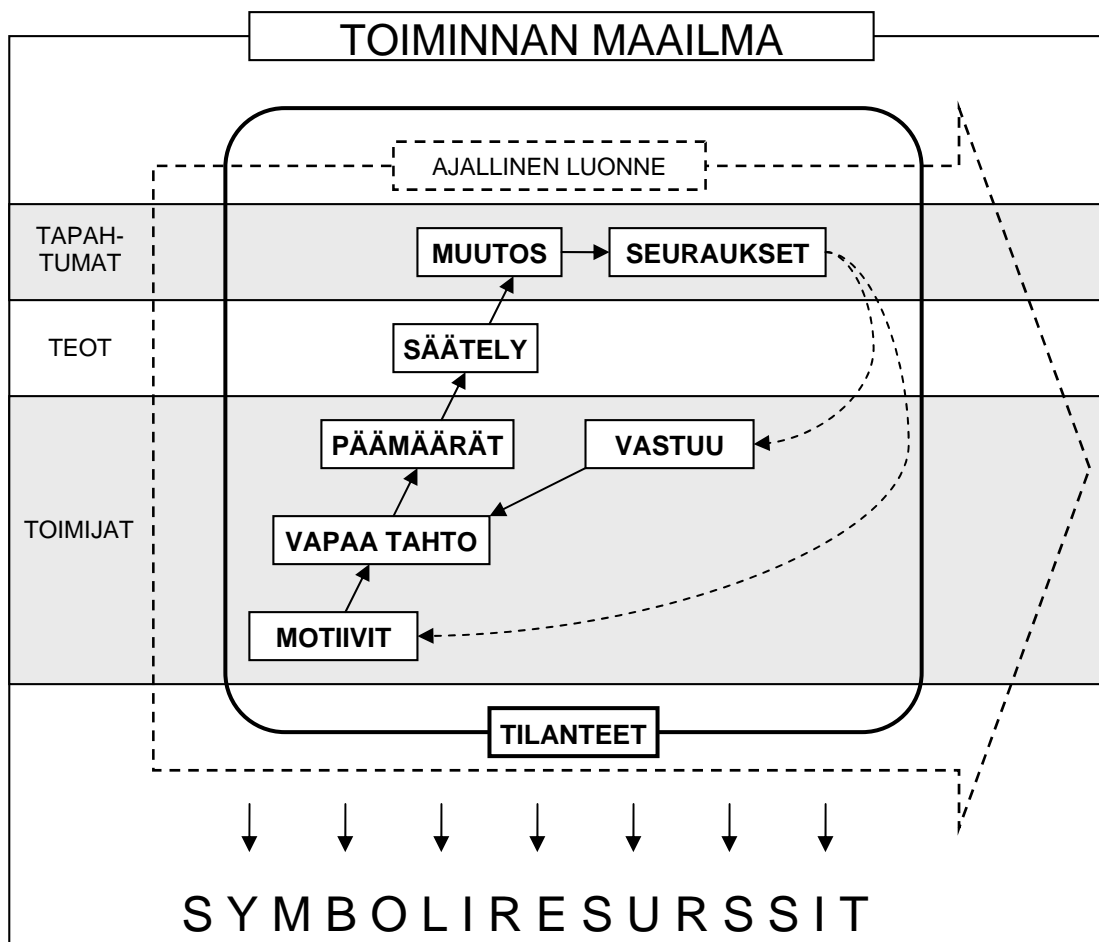 TOIMINNAN MAAILMA
AJALLINEN LUONNE
TAPAH-
TUMAT
MUUTOS
SEURAUKSET
TEOT
SÄÄTELY
PÄÄMÄÄRÄT
VASTUU
TOIMIJAT
VAPAA TAHTO
MOTIIVIT
TILANTEET
SYMBOLIRESURSSIT